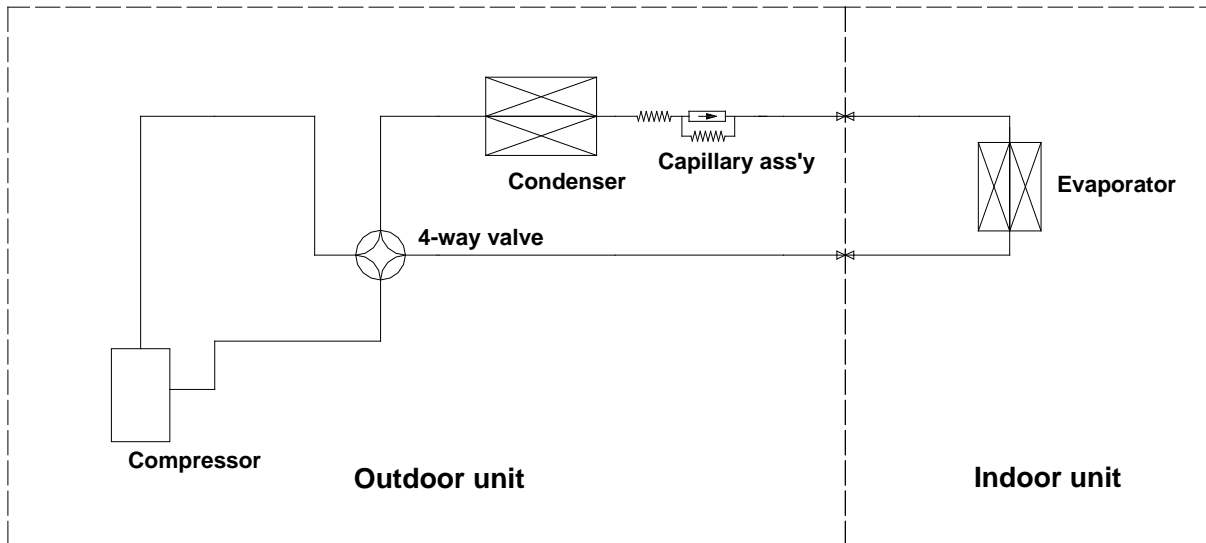 Condenser
Capillary ass'y
Evaporator
4-way valve
Compressor
Outdoor unit
Indoor unit